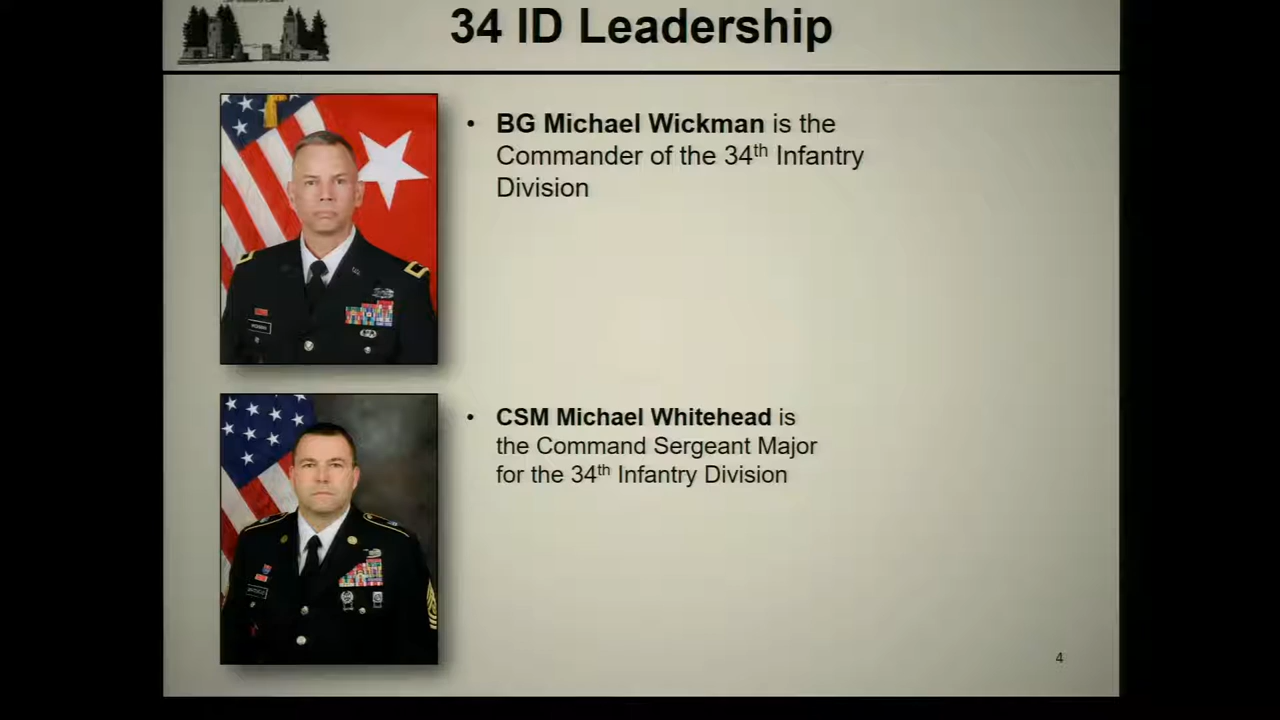 34 ID Leadership
• BG Michael Wickman is the
Commander of the 34th Infantry
Division
• CSM Michael Whitehead is
the Command Sergeant Major
for the 34th Infantry Division
4